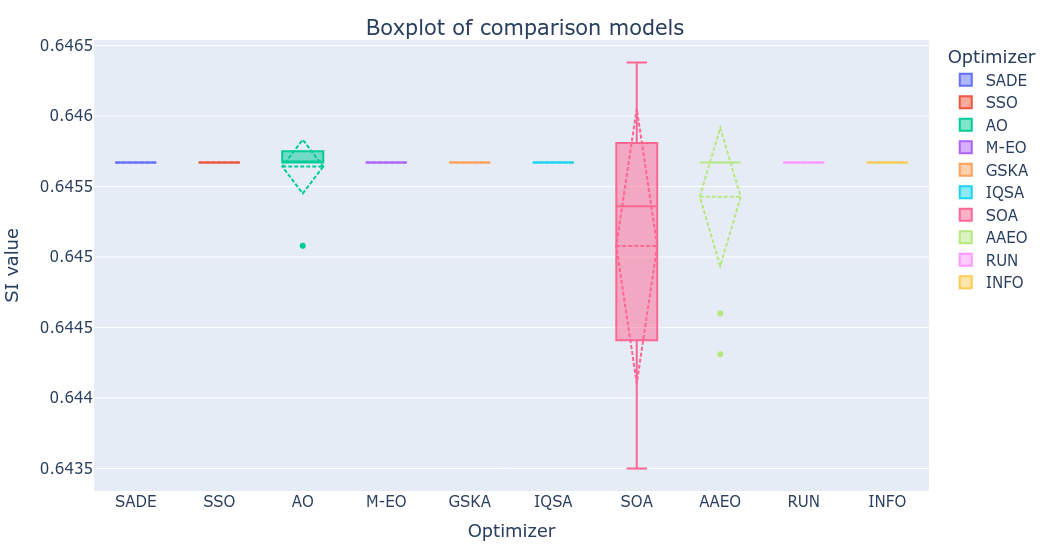 Boxplot of comparison models
0.6465
0.646
0.6455
0.645
0.6445
0.644
0.6435
SI value
SADE
SSO
AO
M-EO
GSKA
IQSA
SOA
AAEO
RUN
INFO
Optimizer
Optimizer
SADE
SSO
AO
M-EO
GSKA
IQSA
SOA
AAEO
RUN
INFO